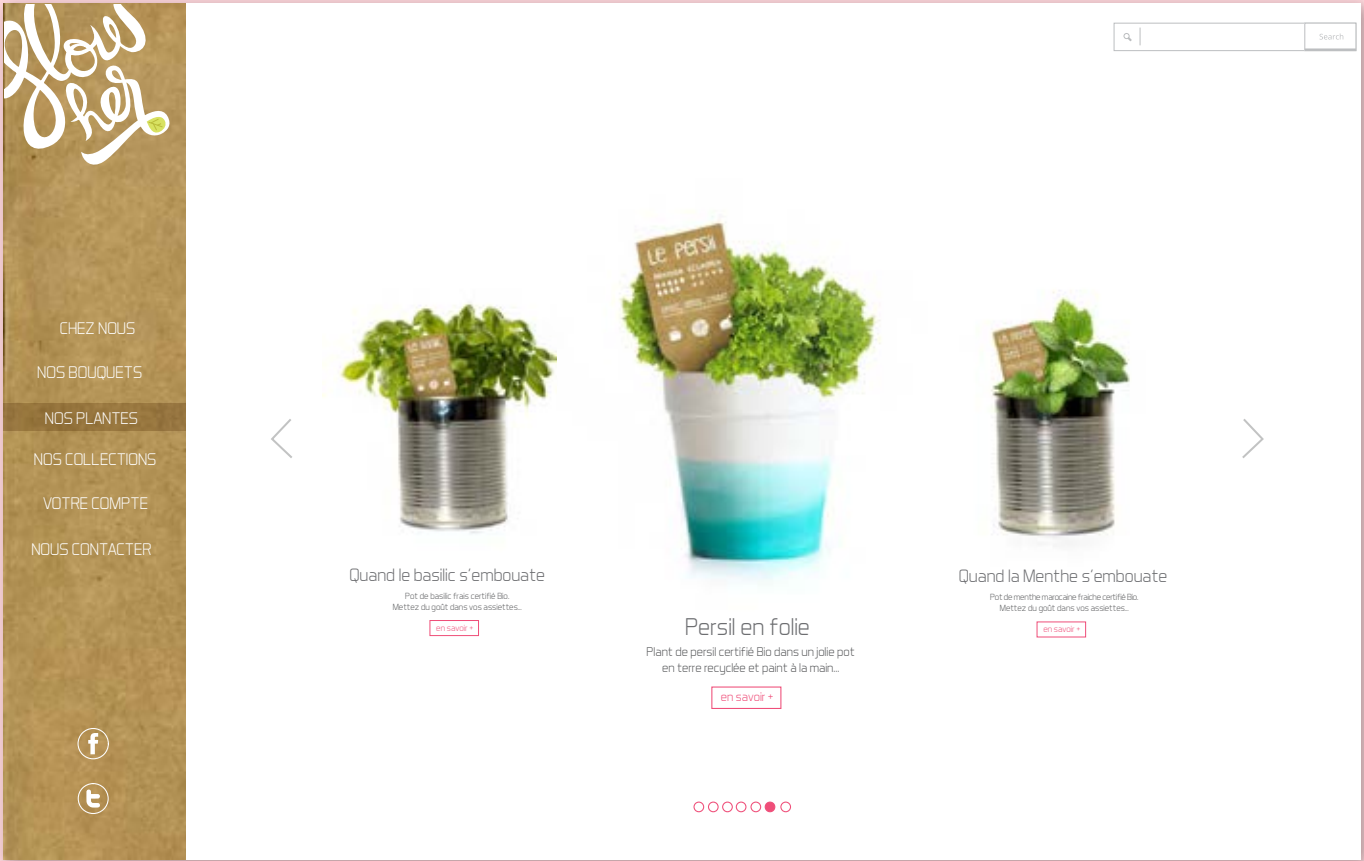 flow
her
Search
CHEZ NOUS
NOS BOUQUETS
NOS PLANTES
NOS COLLECTIONS
VOTRE COMPTE
NOUS CONTACTER
LE PERSIL
Quand le basilic s'embouate
Pot de basilic frais certifié Bio.
Mettez du goût dans vos assiettes...
en savoir +
Persil en folie
Plant de persil certifié Bio dans un jolie pot
en terre recyclée et paint à la main...
en savoir +
Quand la Menthe s'embouate
Pot de menthe marocaine fraiche certifié Bio.
Mettez du goût dans vos assiettes...
en savoir +